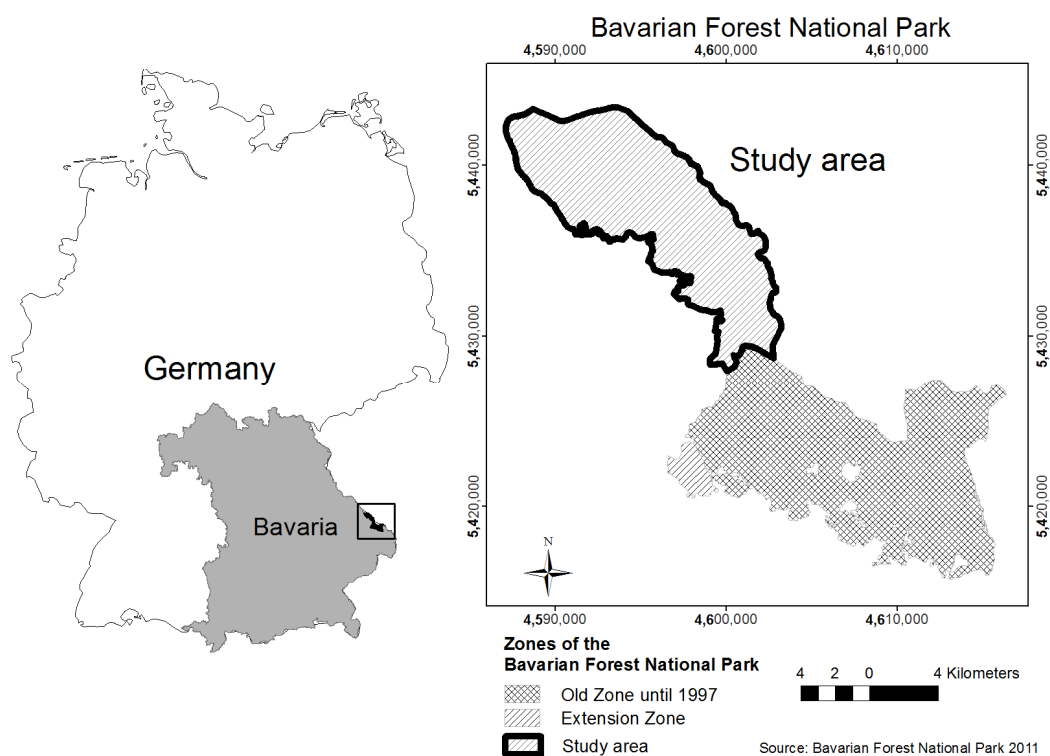 Bavarian Forest National Park
4,590,000
4,600,000
4,610,000
Study area
5,440,000
5,440,000
5,430,000
5,430,000
5,420,000
5,420,000
Germany
Bavaria
N
4,590,000
4,600,000
4,610,000
Zones of the
Bavarian Forest National Park
Old Zone until 1997
Extension Zone
Study area
4 2 0 4 Kilometers
Source: Bavarian Forest National Park 2011